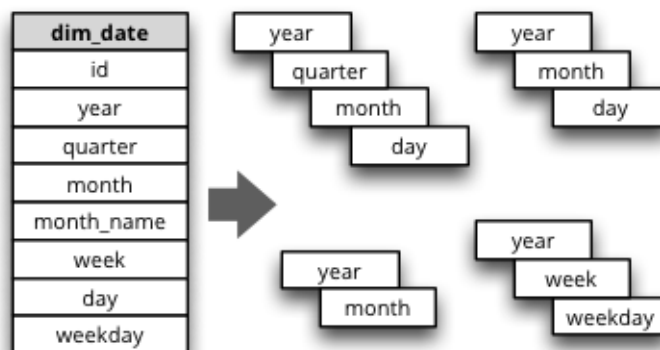 dim_date
id
year
quarter
month
month_name
week
day
weekday
year
quarter
month
day
year
month
day
year
month
year
week
weekday